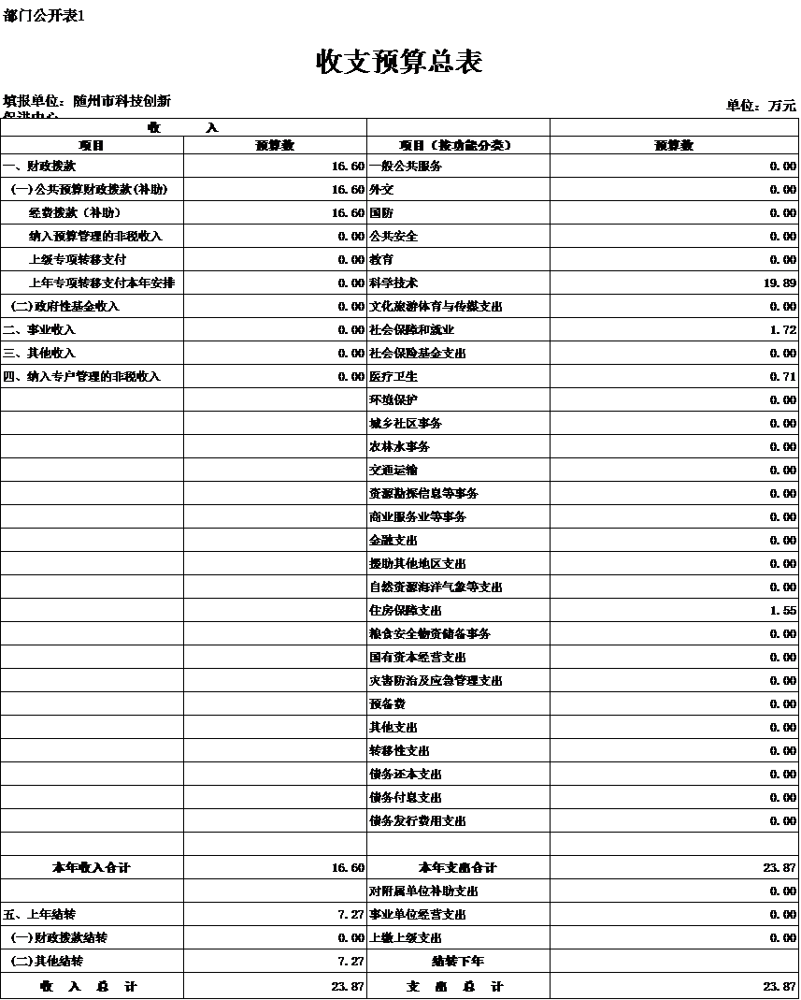 部门公开表1
收支预算总表
填报单位：随州市科技创新
促进中心
单位：万元
收 入
项目 预算数 项目（按功能分类） 预算数
一、财政拨款 16.60 一般公共服务 0.00
(一)公共预算财政拨款(补助) 16.60 外交 0.00
经费拨款（补助） 16.60 国防 0.00
纳入预算管理的非税收入 0.00 公共安全 0.00
上级专项转移支付 0.00 教育 0.00
上年专项转移支付本年安排 0.00 科学技术 19.89
(二)政府性基金收入 0.00 文化旅游体育与传媒支出 0.00
二、事业收入 0.00 社会保障和就业 1.72
三、其他收入 0.00 社会保险基金支出 0.00
四、纳入专户管理的非税收入 0.00 医疗卫生 0.71
环境保护 0.00
城乡社区事务 0.00
农林水事务 0.00
交通运输 0.00
资源勘探信息等事务 0.00
商业服务业等事务 0.00
金融支出 0.00
援助其他地区支出 0.00
自然资源海洋气象等支出 0.00
住房保障支出 1.55
粮食安全物资储备事务 0.00
国有资本经营支出 0.00
灾害防治及应急管理支出 0.00
预备费 0.00
其他支出 0.00
转移性支出 0.00
债务还本支出 0.00
债务付息支出 0.00
债务发行费用支出 0.00
本年收入合计 16.60 本年支出合计 23.87
对附属单位补助支出 0.00
五、上年结转 7.27 事业单位经营支出 0.00
(一)财政拨款结转 0.00 上缴上级支出 0.00
(二)其他结转 7.27 结转下年
收 入 总 计 23.87 支 出 总 计 23.87